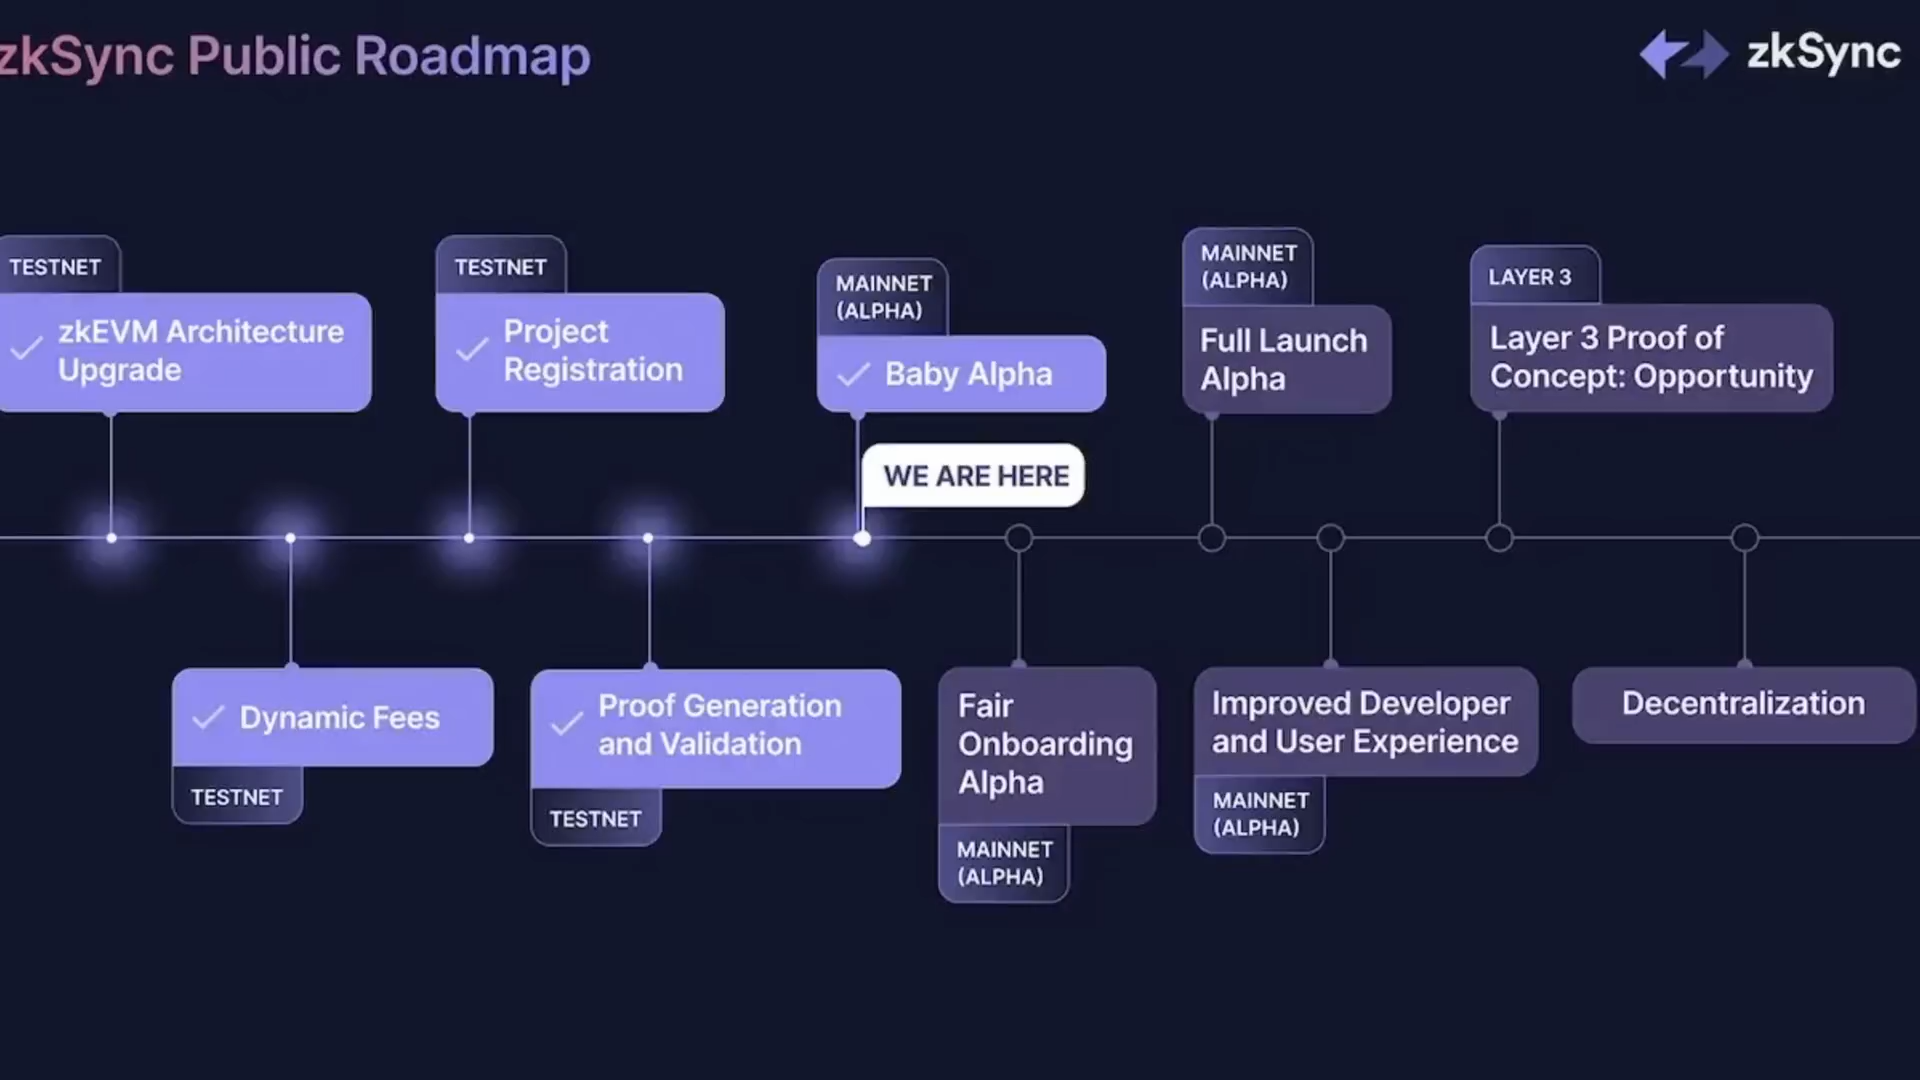 zkSync Public Roadmap
zkSync
TESTNET
zkEVM Architecture
Upgrade
TESTNET
Project
Registration
MAINNET
(ALPHA)
Baby Alpha
MAINNET
(ALPHA)
Full Launch
Alpha
LAYER 3
Layer 3 Proof of
Concept: Opportunity
WE ARE HERE
Dynamic Fees
TESTNET
Proof Generation
and Validation
TESTNET
Fair
Onboarding
Alpha
MAINNET
(ALPHA)
Improved Developer
and User Experience
MAINNET
(ALPHA)
Decentralization